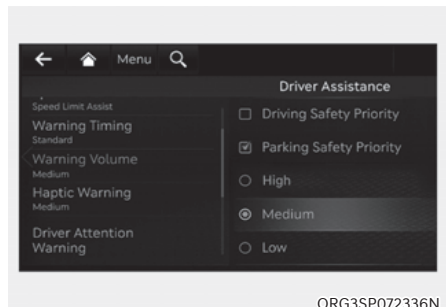 Menu
Driver Assistance
Speed Limit Assist
Warning Timing
Standard
Warning Volume
Medium
Haptic Warning
Medium
Driver Attention
Warning
Driving Safety Priority
Parking Safety Priority
High
Medium
Low
ORG3SP072336N